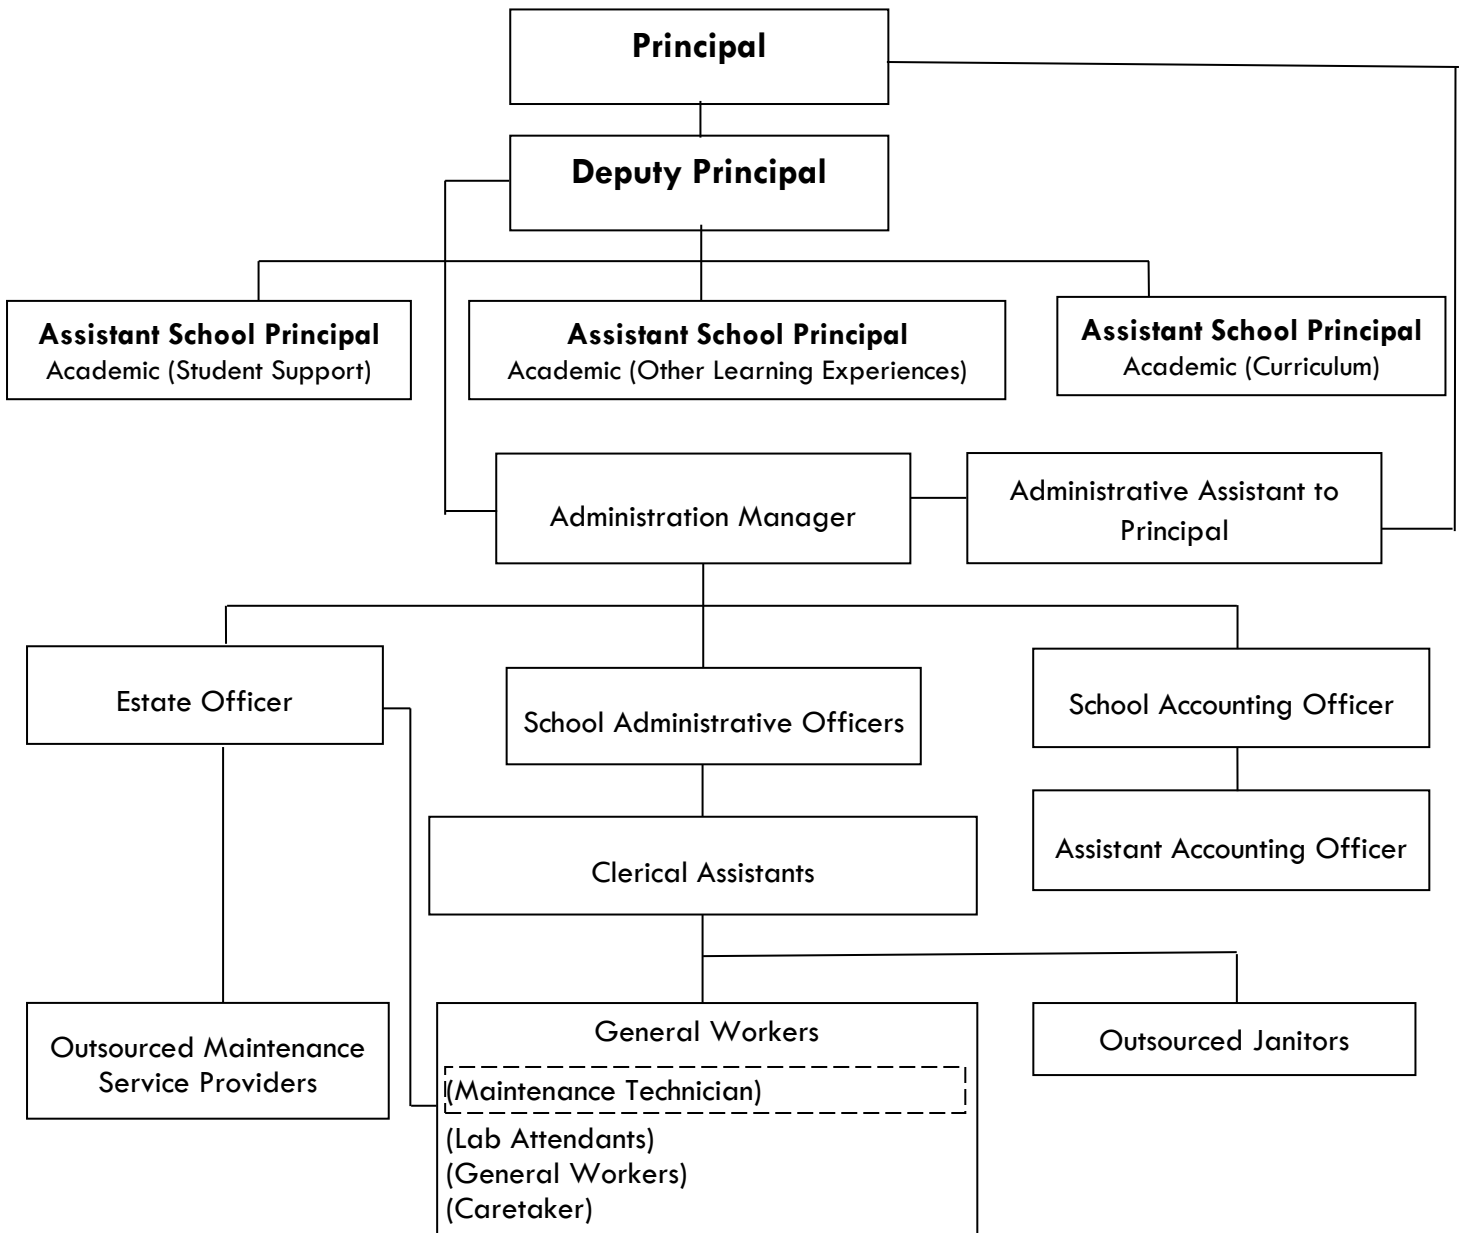 Principal
Deputy Principal
Assistant School Principal
Academic (Student Support)
Assistant School Principal
Academic (Other Learning Experiences)
Assistant School Principal
Academic (Curriculum)
Administration Manager
Administrative Assistant to
Principal
Estate Officer
School Administrative Officers
School Accounting Officer
Assistant Accounting Officer
Clerical Assistants
Outsourced Maintenance
Service Providers
General Workers
(Maintenance Technician)
(Lab Attendants)
(General Workers)
(Caretaker)
Outsourced Janitors